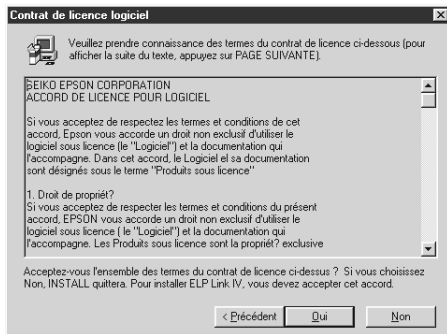 Contrat de licence logiciel
Veuillez prendre connaissance des termes du contrat de licence ci-dessous (pour
afficher la suite du texte, appuyez sur PAGE SUIVANTE).
SEIKO EPSON CORPORATION
ACCORD DE LICENCE POUR LOGICIEL
Si vous acceptez de respectez les termes et conditions de cet
accord, Epson vous accorde un droit non exclusif d'utiliser le
logiciel sous licence (le "Logiciel") et la documentation qui
l'accompagne. Dans cet accord, le Logiciel el sa documentation
sont désignés sous le terme "Produits sous licence"
1. Droit de propriét?
Si vous acceptez de respecter les termes et conditions du présent
accord, EPSON vous accorde un droit non exclusif d'utiliser le
logiciel sous licence ( le "Logiciel") et la documentation qui
l'accompagne. Les Produits sous licence sont la propriét? exclusive
Acceptez-vous l'ensemble des termes du contrat de licence ci-dessus ? Si vous choisissez
Non, INSTALL quittera. Pour installer ELP Link IV, vous devez accepter cet accord.
< Précédent
Oui
Non